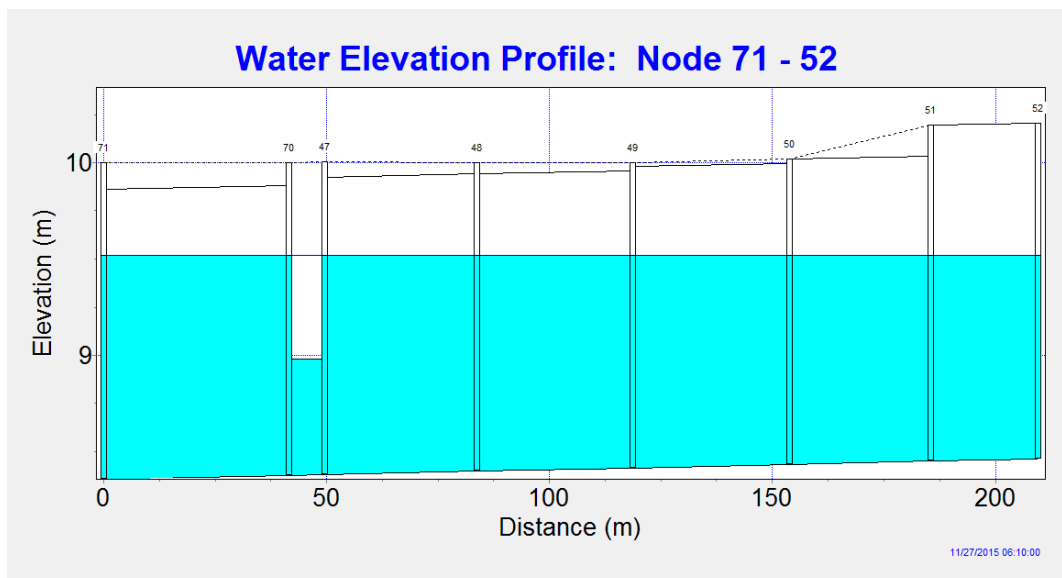 Water Elevation Profile:  Node 71 - 52
52
51
71 70 47 48 49 50
10
9
Elevation (m)
0 50 100 150 200
Distance (m)
11/27/2015 06:10:00